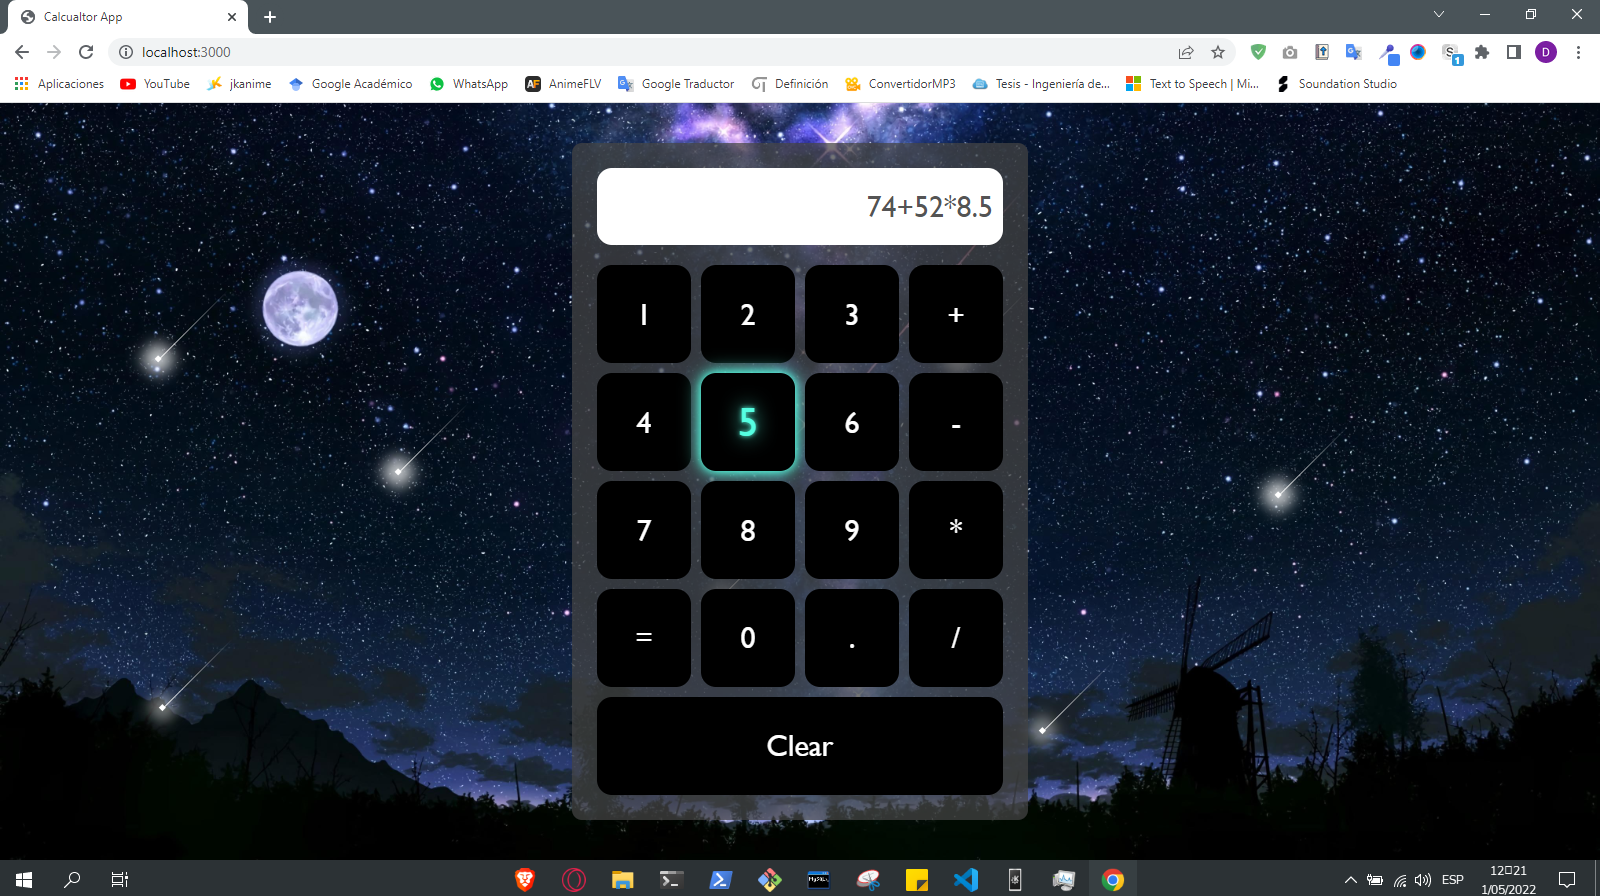 Calcualtor App
localhost:3000
D
Aplicaciones YouTube jkanime Google Académico WhatsApp AnimeFLV Google Traductor Definición ConvertidorMP3 Tesis - Ingeniería de... Text to Speech | Mi... Soundation Studio
74+52*8.5
1 2 3 +
4 5 6 -
7 8 9 *
= 0 . /
Clear
ESP
12▯21
1/05/2022